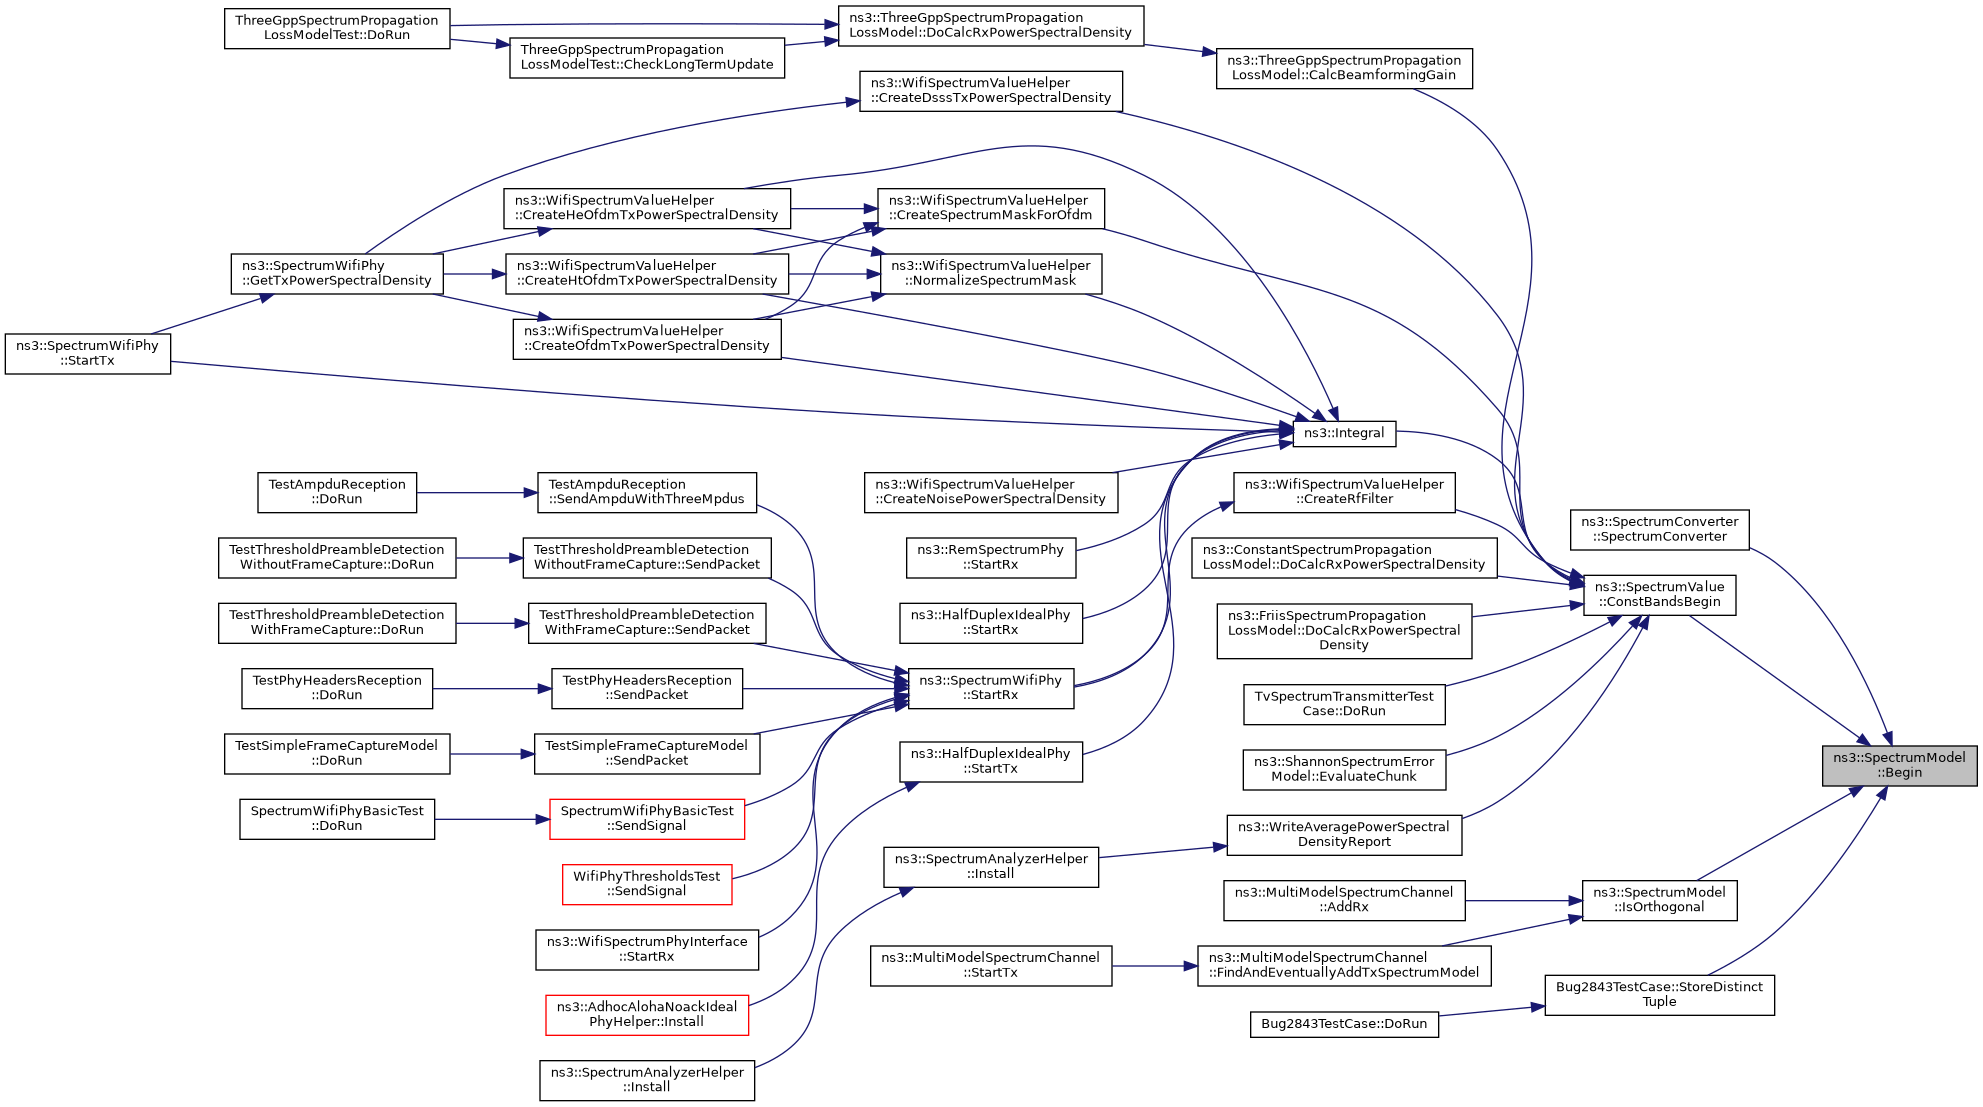 ThreeGppSpectrumPropagation
LossModelTest::DoRun
ns3::ThreeGppSpectrumPropagation
LossModel::DoCalcRxPowerSpectralDensity
ThreeGppSpectrumPropagation
LossModelTest::CheckLongTermUpdate
ns3::ThreeGppSpectrumPropagation
LossModel::CalcBeamformingGain
ns3::WifiSpectrumValueHelper
::CreateDsssTxPowerSpectralDensity
ns3::WifiSpectrumValueHelper
::CreateHeOfdmTxPowerSpectralDensity
ns3::WifiSpectrumValueHelper
::CreateSpectrumMaskForOfdm
ns3::SpectrumWifiPhy
::GetTxPowerSpectralDensity
ns3::WifiSpectrumValueHelper
::CreateHtOfdmTxPowerSpectralDensity
ns3::WifiSpectrumValueHelper
::NormalizeSpectrumMask
ns3::WifiSpectrumValueHelper
::CreateOfdmTxPowerSpectralDensity
ns3::SpectrumWifiPhy
::StartTx
ns3::Integral
TestAmpduReception
::DoRun
TestAmpduReception
::SendAmpduWithThreeMpdus
ns3::WifiSpectrumValueHelper
::CreateNoisePowerSpectralDensity
ns3::WifiSpectrumValueHelper
::CreateRfFilter
ns3::SpectrumConverter
::SpectrumConverter
TestThresholdPreambleDetection
WithoutFrameCapture::DoRun
TestThresholdPreambleDetection
WithoutFrameCapture::SendPacket
ns3::RemSpectrumPhy
::StartRx
ns3::ConstantSpectrumPropagation
LossModel::DoCalcRxPowerSpectralDensity
ns3::SpectrumValue
::ConstBandsBegin
TestThresholdPreambleDetection
WithFrameCapture::DoRun
TestThresholdPreambleDetection
WithFrameCapture::SendPacket
ns3::HalfDuplexIdealPhy
::StartRx
ns3::FriisSpectrumPropagation
LossModel::DoCalcRxPowerSpectral
Density
TestPhyHeadersReception
::DoRun
TestPhyHeadersReception
::SendPacket
ns3::SpectrumWifiPhy
::StartRx
TvSpectrumTransmitterTest
Case::DoRun
TestSimpleFrameCaptureModel
::DoRun
TestSimpleFrameCaptureModel
::SendPacket
ns3::HalfDuplexIdealPhy
::StartTx
ns3::ShannonSpectrumError
Model::EvaluateChunk
ns3::SpectrumModel
::Begin
SpectrumWifiPhyBasicTest
::DoRun
SpectrumWifiPhyBasicTest
::SendSignal
ns3::WriteAveragePowerSpectral
DensityReport
WifiPhyThresholdsTest
::SendSignal
ns3::SpectrumAnalyzerHelper
::Install
ns3::MultiModelSpectrumChannel
::AddRx
ns3::SpectrumModel
::IsOrthogonal
ns3::WifiSpectrumPhyInterface
::StartRx
ns3::MultiModelSpectrumChannel
::StartTx
ns3::MultiModelSpectrumChannel
::FindAndEventuallyAddTxSpectrumModel
ns3::AdhocAlohaNoackIdeal
PhyHelper::Install
Bug2843TestCase::StoreDistinct
Tuple
Bug2843TestCase::DoRun
ns3::SpectrumAnalyzerHelper
::Install